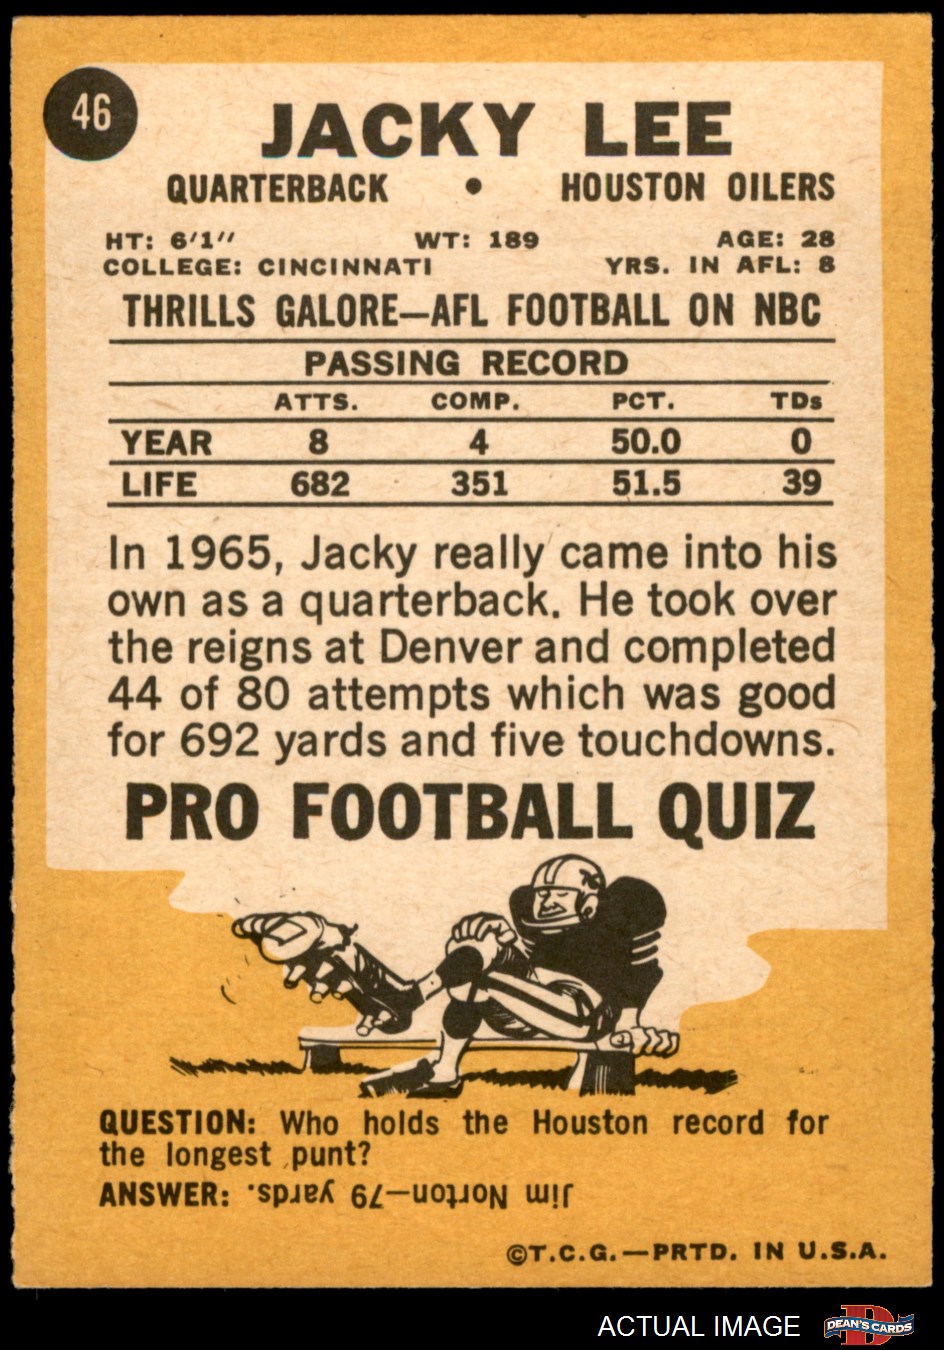 46
JACKY LEE
QUARTERBACK • HOUSTON OILERS
HT: 6'1" WT: 189 AGE: 28
COLLEGE: CINCINNATI YRS. IN AFL: 8
THRILLS GALORE—AFL FOOTBALL ON NBC
PASSING RECORD
ATTS. COMP. PCT. TDs
YEAR 8 4 50.0 0
LIFE 682 351 51.5 39
In 1965, Jacky really came into his
own as a quarterback. He took over
the reigns at Denver and completed
44 of 80 attempts which was good
for 692 yards and five touchdowns.
PRO FOOTBALL QUIZ
QUESTION: Who holds the Houston record for
the longest punt?
ANSWER: Jim Norton—79 yards.
©T.C.G.—PRTD. IN U.S.A.
ACTUAL IMAGE DEAN'S CARDS